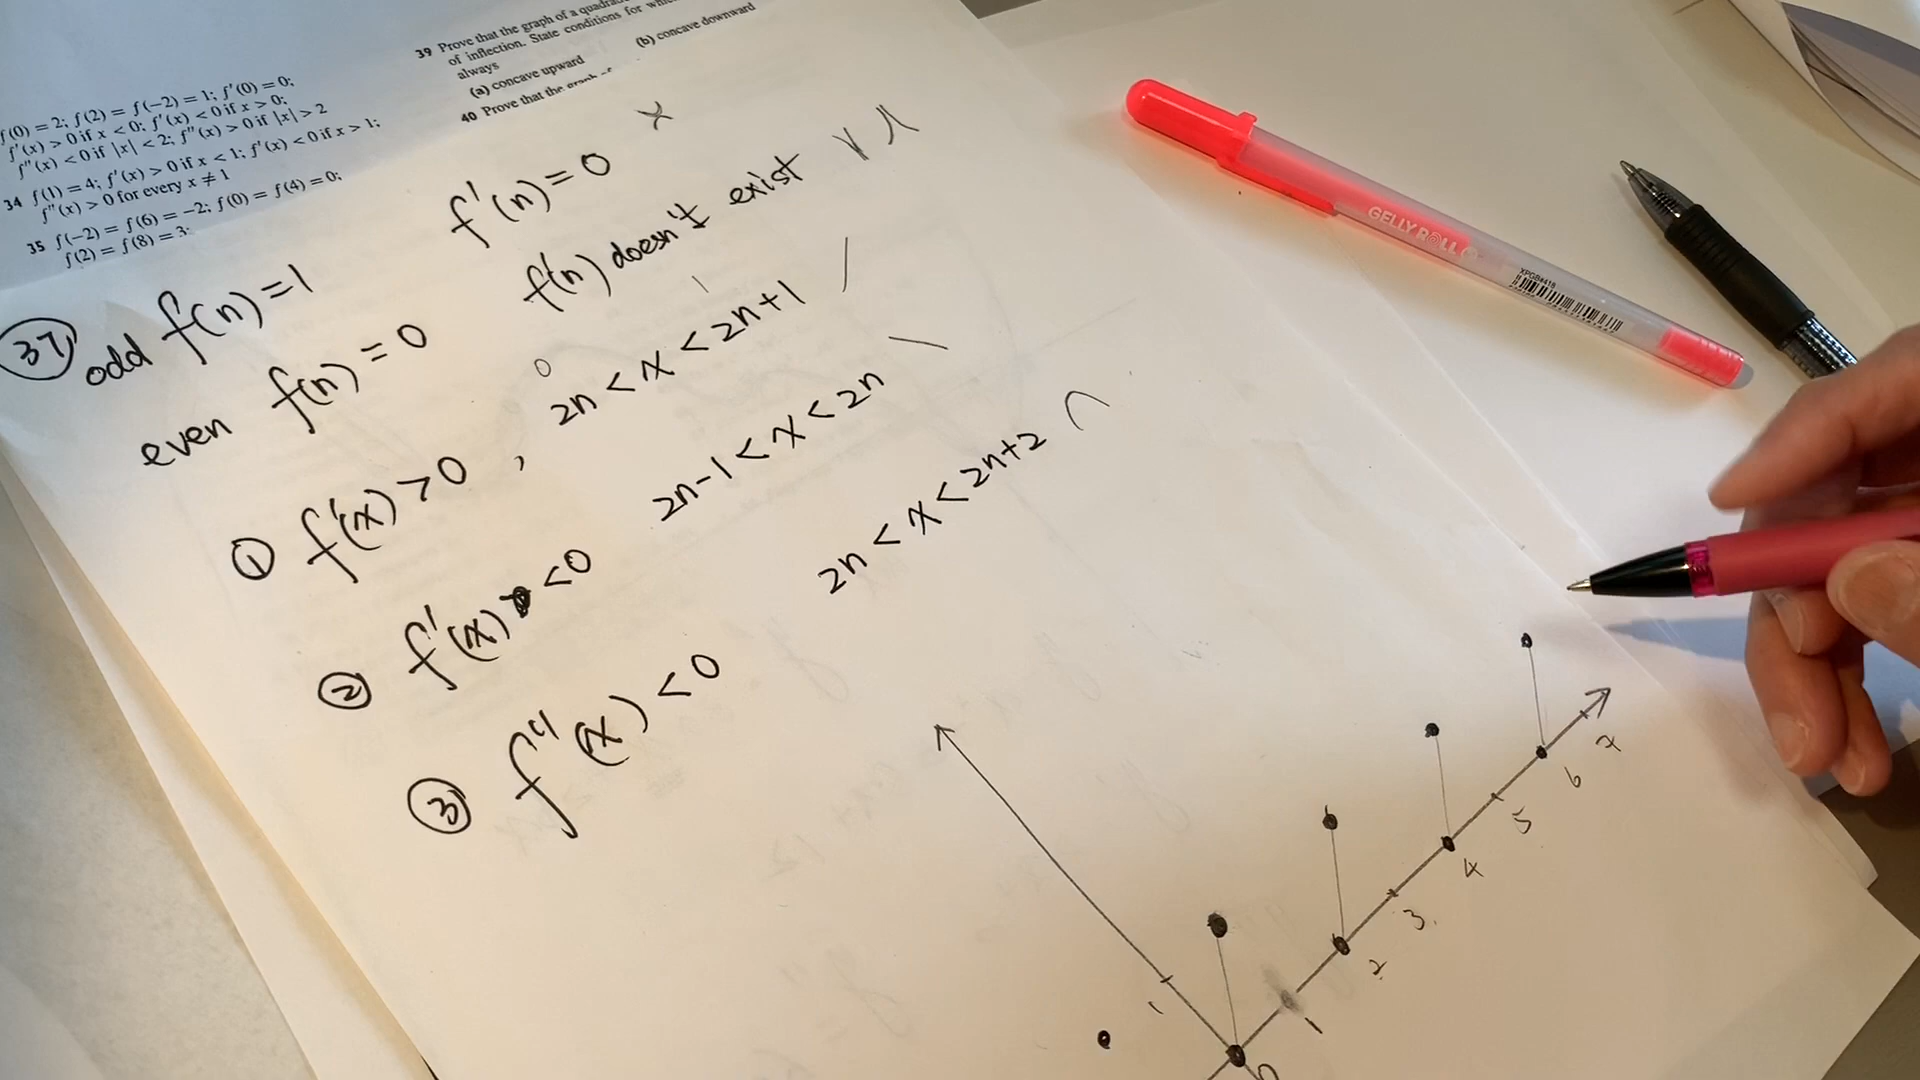 39 Prove that the graph of a
of inflection. State conditions for
always
(a) concave upward (b) concave downward
40 Prove that the
f(0) = 2; f(2) = f(−2) = 1; f′(0) = 0;
f′(x) > 0 if x < 0; f′(x) < 0 if x > 0;
f″(x) < 0 if |x| < 2; f″(x) > 0 if |x| > 2
34 f(1) = 4; f′(x) > 0 if x < 1; f′(x) < 0 if x > 1;
f″(x) > 0 for every x ≠ 1
35 f(−2) = f(6) = −2; f(0) = f(4) = 0;
f(2) = f(8) = 3;
37 odd f(n)=1 f'(n)=0
even f(n)=0 f'(n) doesn't exist
0 1
① f'(x)>0 , 2n<x<2n+1
② f'(x) <0 2n-1<x<2n
③ f"(x)<0 2n<x<2n+2
1
0 1 2 3. 4 5 6 7
GELLY ROLL
XPGB#418